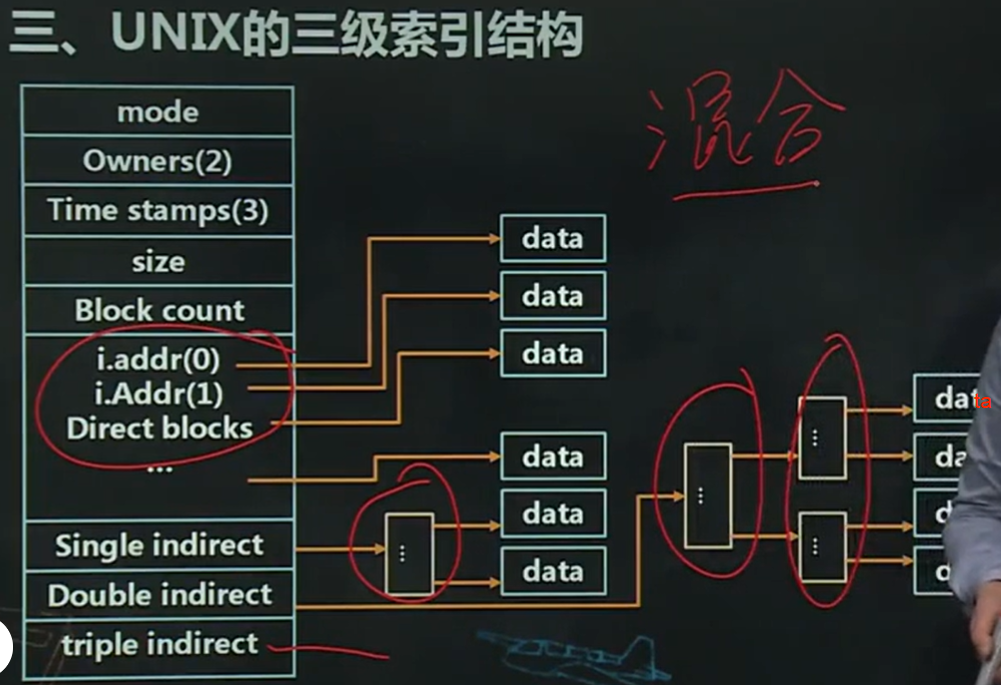 三、UNIX的三级索引结构
混合
mode
Owners(2)
Time stamps(3)
size
Block count
i.addr(0)
i.Addr(1)
Direct blocks
...
Single indirect
Double indirect
triple indirect
data
data
data
data
data
data
...
...
...
...
data
da
d
d